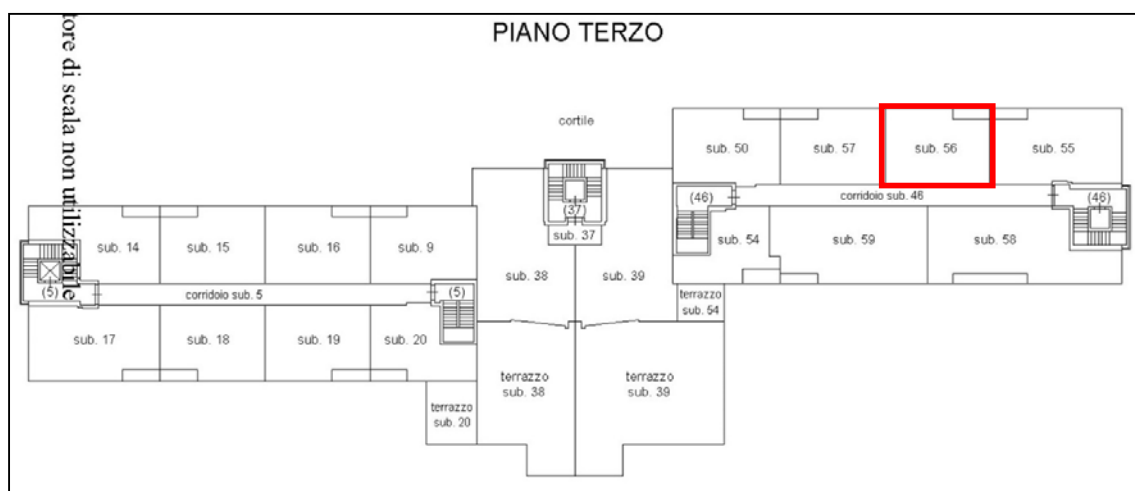 PIANO TERZO
tore di scala non utilizzabile
cortile
sub. 50
sub. 57
sub. 56
sub. 55
(46)
corridoio sub. 46
(46)
sub. 54
sub. 59
sub. 58
terrazzo
sub. 54
(37)
sub. 37
sub. 38
sub. 39
terrazzo
sub. 38
terrazzo
sub. 39
sub. 14
sub. 15
sub. 16
sub. 9
(5)
corridoio sub. 5
(5)
sub. 17
sub. 18
sub. 19
sub. 20
terrazzo
sub. 20